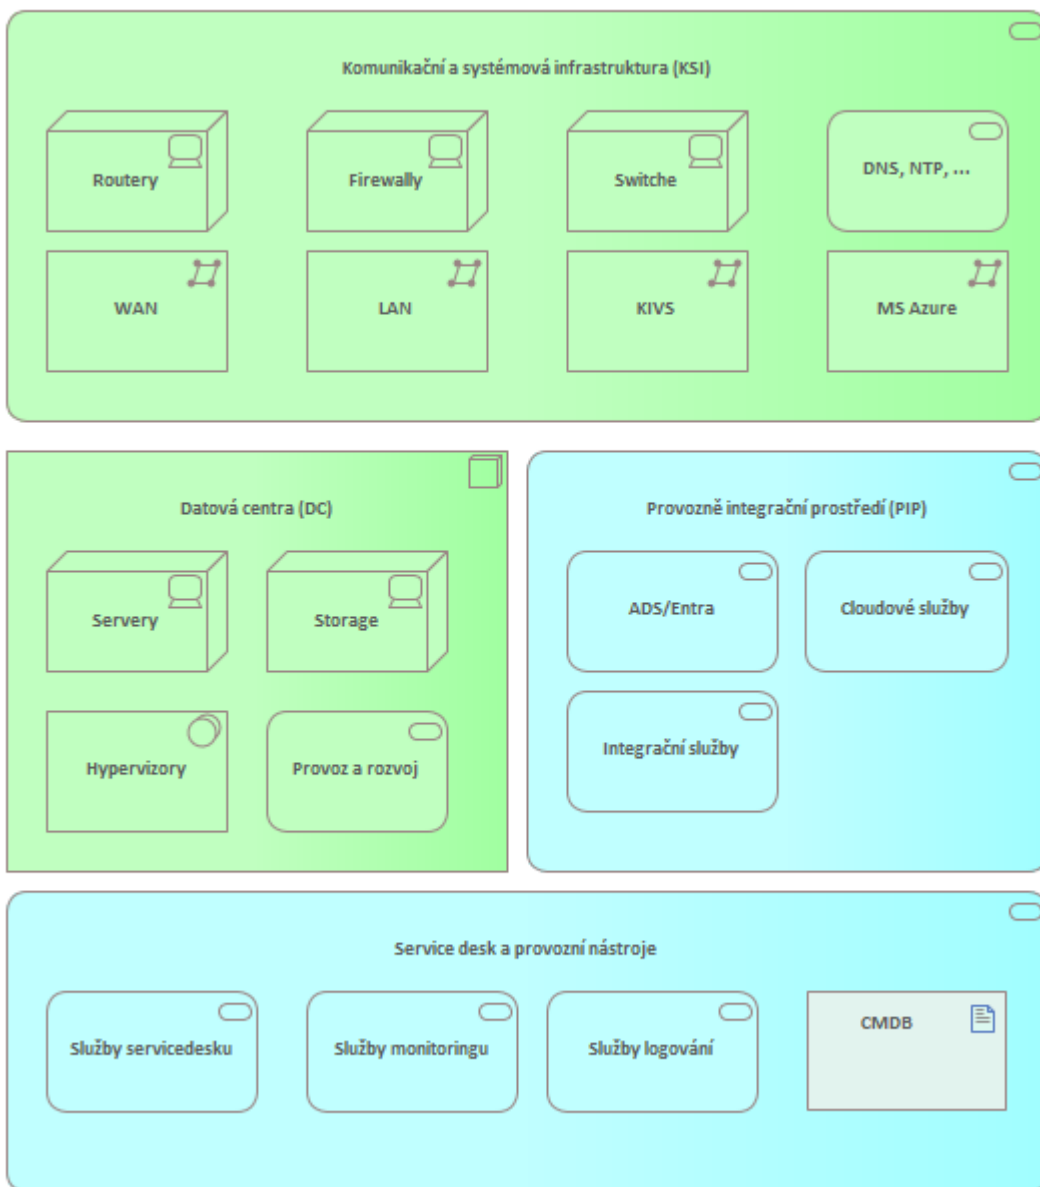 Komunikační a systémová infrastruktura (KSI)
Routery
Firewally
Switche
DNS, NTP, ...
WAN
LAN
KIVS
MS Azure
Datová centra (DC)
Servery
Storage
Hypervizory
Provoz a rozvoj
Provozně integrační prostředí (PIP)
ADS/Entra
Cloudové služby
Integrační služby
Service desk a provozní nástroje
Služby servicedesku
Služby monitoringu
Služby logování
CMDB